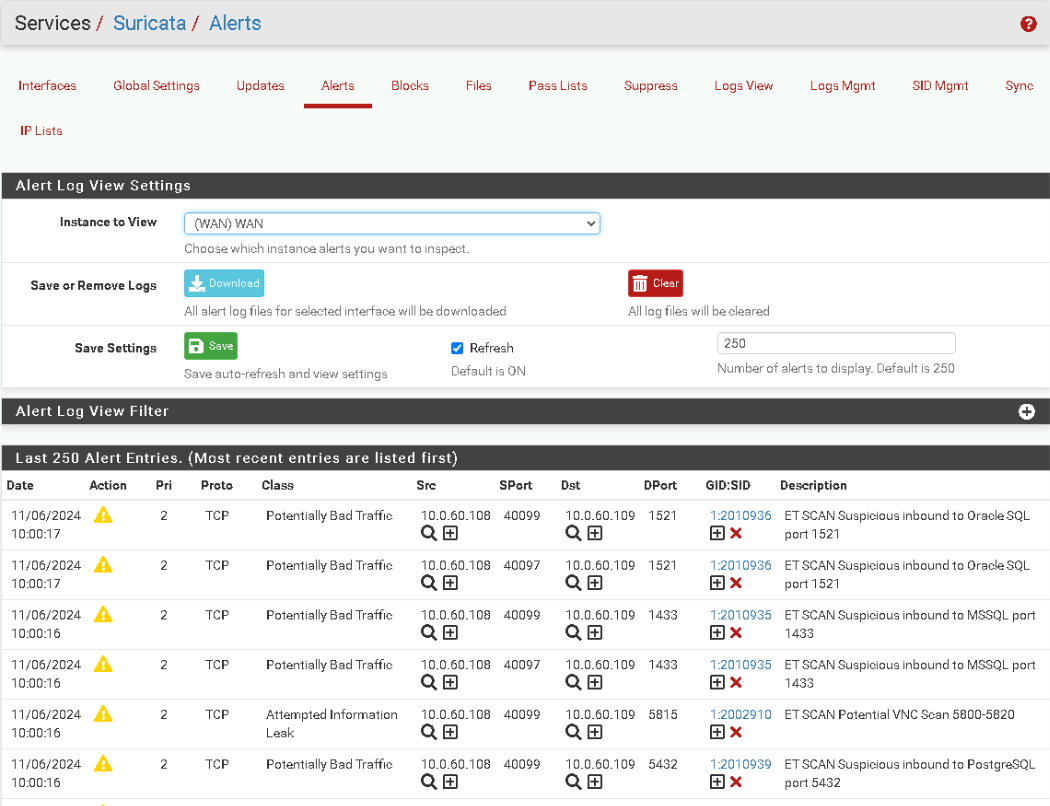 Services / Suricata / Alerts
Interfaces Global Settings Updates Alerts Blocks Files Pass Lists Suppress Logs View Logs Mgmt SID Mgmt Sync
IP Lists
Alert Log View Settings
Instance to View (WAN) WAN
Choose which instance alerts you want to inspect.
Save or Remove Logs Download Clear
All alert log files for selected interface will be downloaded All log files will be cleared
Save Settings Save Refresh 250
Save auto-refresh and view settings Default is ON Number of alerts to display. Default is 250
Alert Log View Filter
Last 250 Alert Entries. (Most recent entries are listed first)
Date Action Pri Proto Class Src SPort Dst DPort GID:SID Description
11/06/2024 2 TCP Potentially Bad Traffic 10.0.60.108 40099 10.0.60.109 1521 1:2010936 ET SCAN Suspicious inbound to Oracle SQL
10:00:17 port 1521
11/06/2024 2 TCP Potentially Bad Traffic 10.0.60.108 40097 10.0.60.109 1521 1:2010936 ET SCAN Suspicious inbound to Oracle SQL
10:00:17 port 1521
11/06/2024 2 TCP Potentially Bad Traffic 10.0.60.108 40099 10.0.60.109 1433 1:2010935 ET SCAN Suspicious inbound to MSSQL port
10:00:16 1433
11/06/2024 2 TCP Potentially Bad Traffic 10.0.60.108 40097 10.0.60.109 1433 1:2010935 ET SCAN Suspicious inbound to MSSQL port
10:00:16 1433
11/06/2024 2 TCP Attempted Information 10.0.60.108 40099 10.0.60.109 5815 1:2002910 ET SCAN Potential VNC Scan 5800-5820
10:00:16 Leak
11/06/2024 2 TCP Potentially Bad Traffic 10.0.60.108 40099 10.0.60.109 5432 1:2010939 ET SCAN Suspicious inbound to PostgreSQL
10:00:16 port 5432